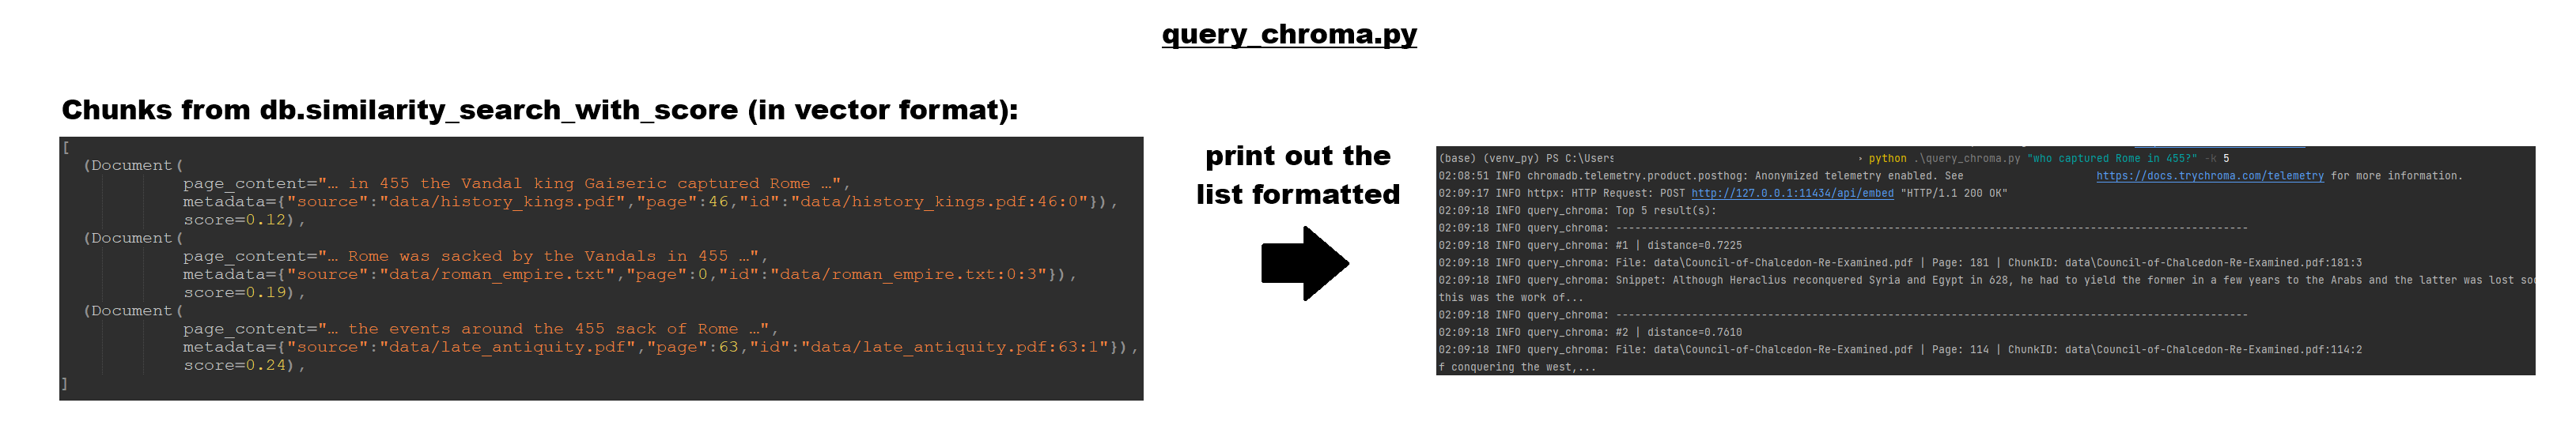 query_chroma.py
Chunks from db.similarity_search_with_score (in vector format):
[
(Document(
page_content="… in 455 the Vandal king Gaiseric captured Rome …",
metadata={"source":"data/history_kings.pdf","page":46,"id":"data/history_kings.pdf:46:0"}),
score=0.12),
(Document(
page_content="… Rome was sacked by the Vandals in 455 …",
metadata={"source":"data/roman_empire.txt","page":0,"id":"data/roman_empire.txt:0:3"}),
score=0.19),
(Document(
page_content="… the events around the 455 sack of Rome …",
metadata={"source":"data/late_antiquity.pdf","page":63,"id":"data/late_antiquity.pdf:63:1"}),
score=0.24),
]
print out the
list formatted
(base) (venv_py) PS C:\Users › python .\query_chroma.py "who captured Rome in 455?" -k 5
02:08:51 INFO chromadb.telemetry.product.posthog: Anonymized telemetry enabled. See https://docs.trychroma.com/telemetry for more information.
02:09:17 INFO httpx: HTTP Request: POST http://127.0.0.1:11434/api/embed "HTTP/1.1 200 OK"
02:09:18 INFO query_chroma: Top 5 result(s):
02:09:18 INFO query_chroma: ----------------------------------------------------------------------------------------------------
02:09:18 INFO query_chroma: #1 | distance=0.7225
02:09:18 INFO query_chroma: File: data\Council-of-Chalcedon-Re-Examined.pdf | Page: 181 | ChunkID: data\Council-of-Chalcedon-Re-Examined.pdf:181:3
02:09:18 INFO query_chroma: Snippet: Although Heraclius reconquered Syria and Egypt in 628, he had to yield the former in a few years to the Arabs and the latter was lost
this was the work of...
02:09:18 INFO query_chroma: ----------------------------------------------------------------------------------------------------
02:09:18 INFO query_chroma: #2 | distance=0.7610
02:09:18 INFO query_chroma: File: data\Council-of-Chalcedon-Re-Examined.pdf | Page: 114 | ChunkID: data\Council-of-Chalcedon-Re-Examined.pdf:114:2
f conquering the west,...